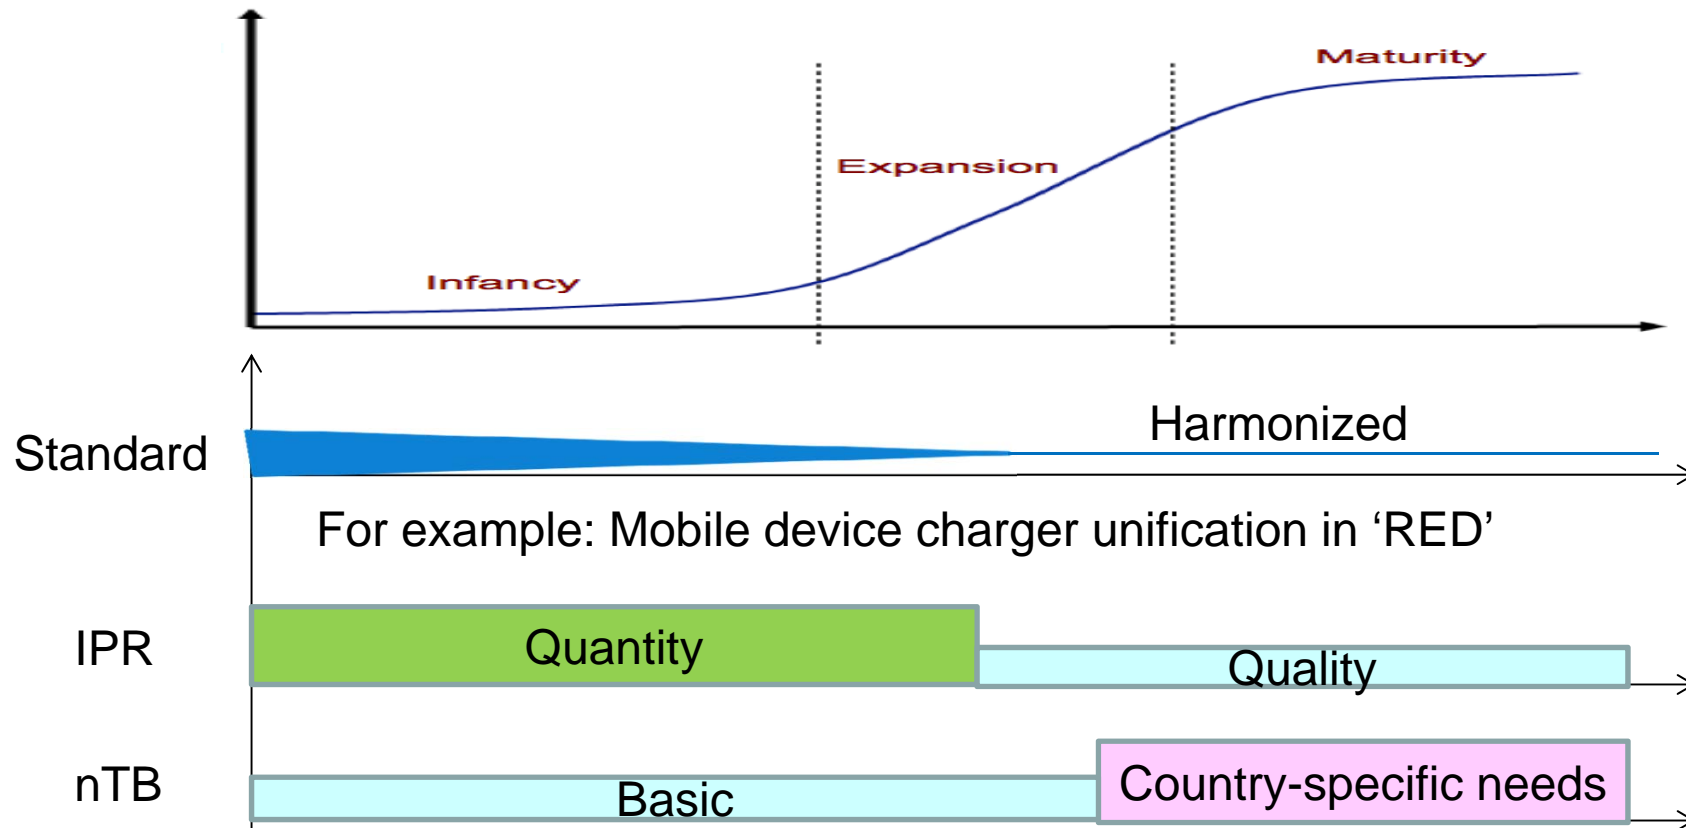 Maturity
Expansion
Infancy
Harmonized
Standard
For example: Mobile device charger unification in ‘RED’
IPR
Quantity
Quality
nTB
Basic
Country-specific needs